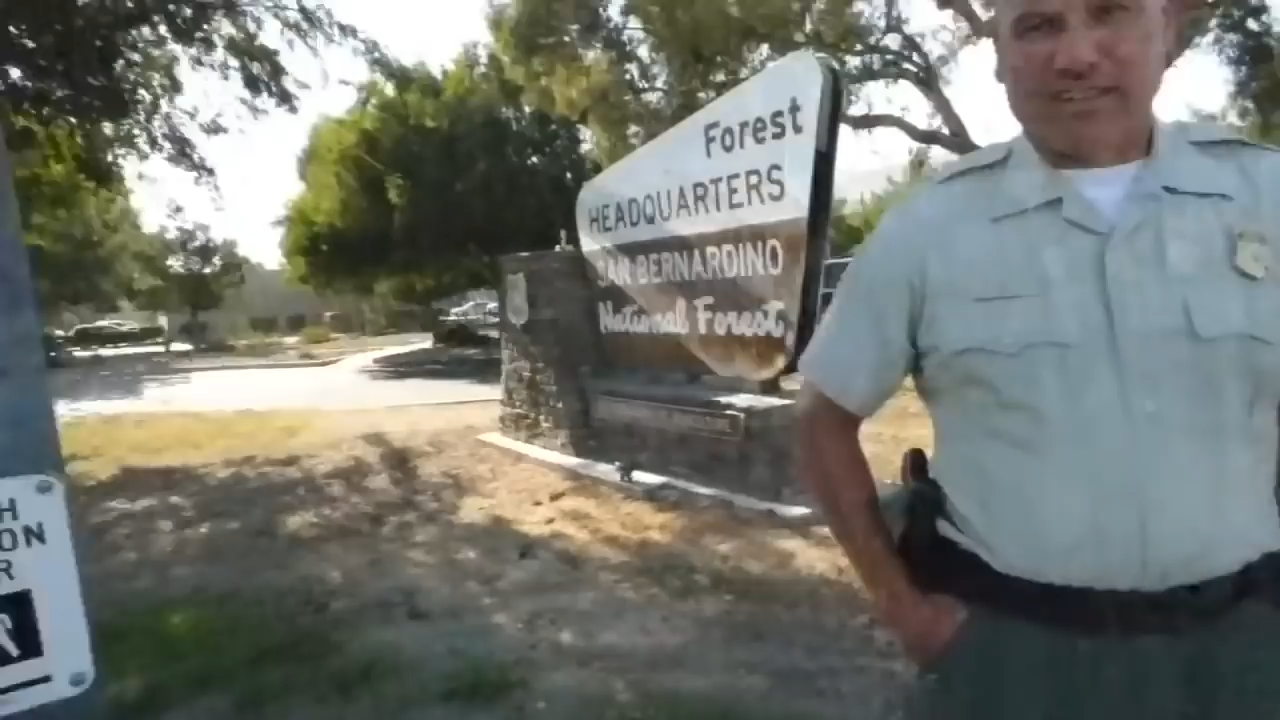 Forest
HEADQUARTERS
SAN BERNARDINO
National Forest
H
ON
R